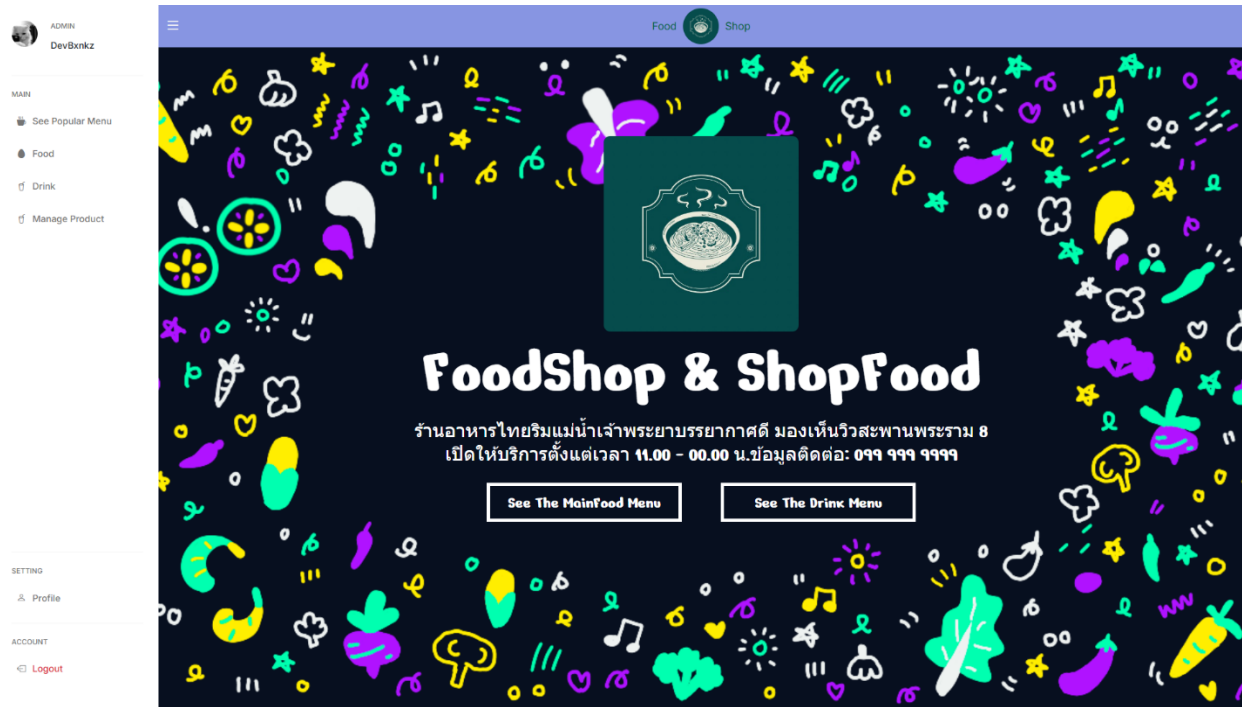 ADMIN
DevBxnkz
MAIN
See Popular Menu
Food
Drink
Manage Product
SETTING
Profile
ACCOUNT
Logout
Food Shop
FoodShop & ShopFood
ร้านอาหารไทยริมแม่น้ำเจ้าพระยาบรรยากาศดี มองเห็นวิวสะพานพระราม 8
เปิดให้บริการตั้งแต่เวลา 11.00 - 00.00 น.ข้อมูลติดต่อ: 099 999 9999
See The MainFood Menu
See The Drink Menu